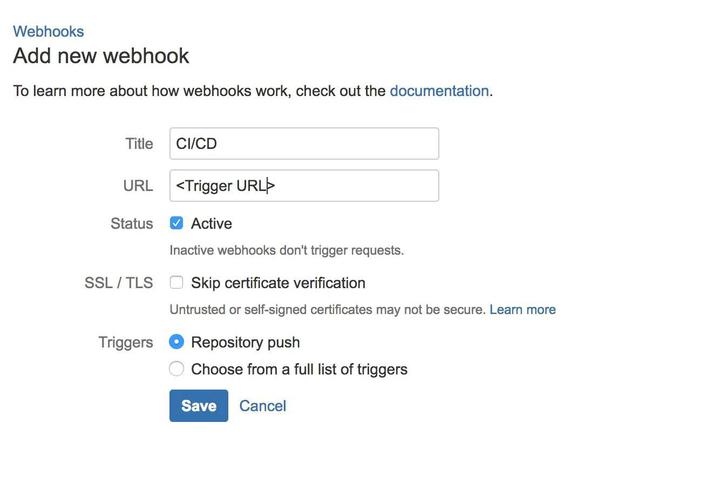 Webhooks
Add new webhook
To learn more about how webhooks work, check out the documentation.
Title CI/CD
URL <Trigger URL>
Status Active
Inactive webhooks don't trigger requests.
SSL / TLS Skip certificate verification
Untrusted or self-signed certificates may not be secure. Learn more
Triggers Repository push
Choose from a full list of triggers
Save Cancel